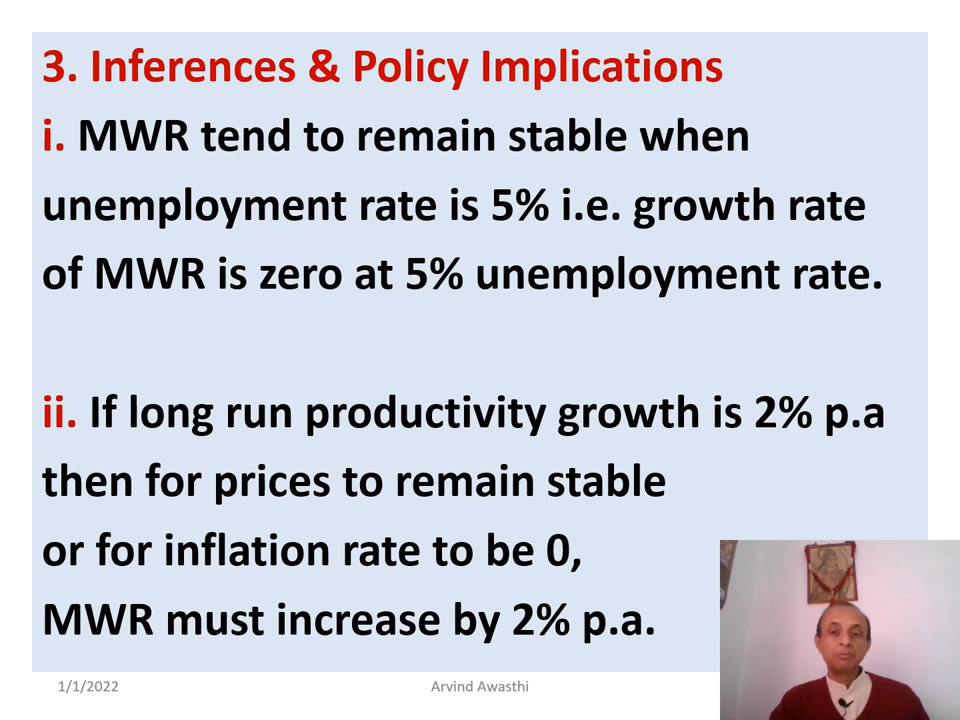 3. Inferences & Policy Implications
i. MWR tend to remain stable when
unemployment rate is 5% i.e. growth rate
of MWR is zero at 5% unemployment rate.
ii. If long run productivity growth is 2% p.a
then for prices to remain stable
or for inflation rate to be 0,
MWR must increase by 2% p.a.
1/1/2022
Arvind Awasthi